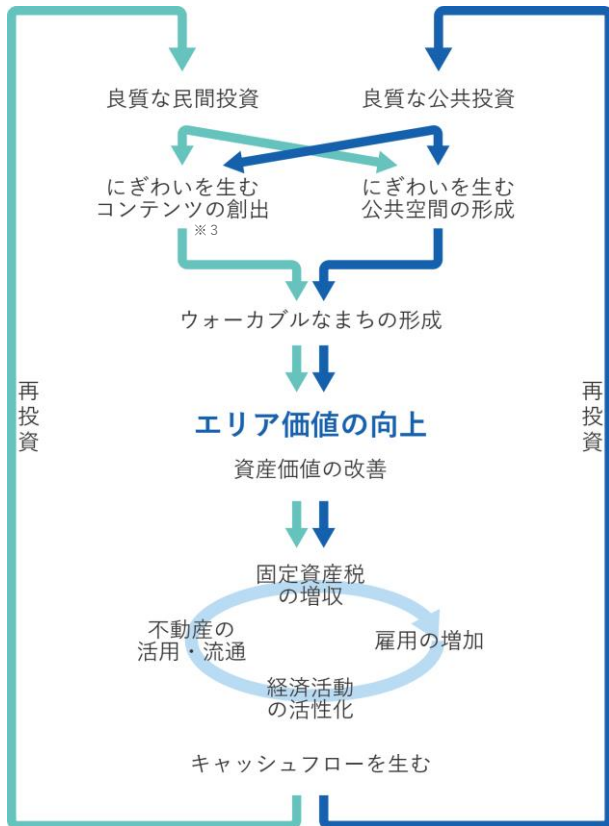 良質な民間投資
良質な公共投資
にぎわいを生む
コンテンツの創出
※3
にぎわいを生む
公共空間の形成
ウォーカブルなまちの形成
再投資
再投資
エリア価値の向上
資産価値の改善
固定資産税
の増収
不動産の
活用・流通
雇用の増加
経済活動
の活性化
キャッシュフローを生む